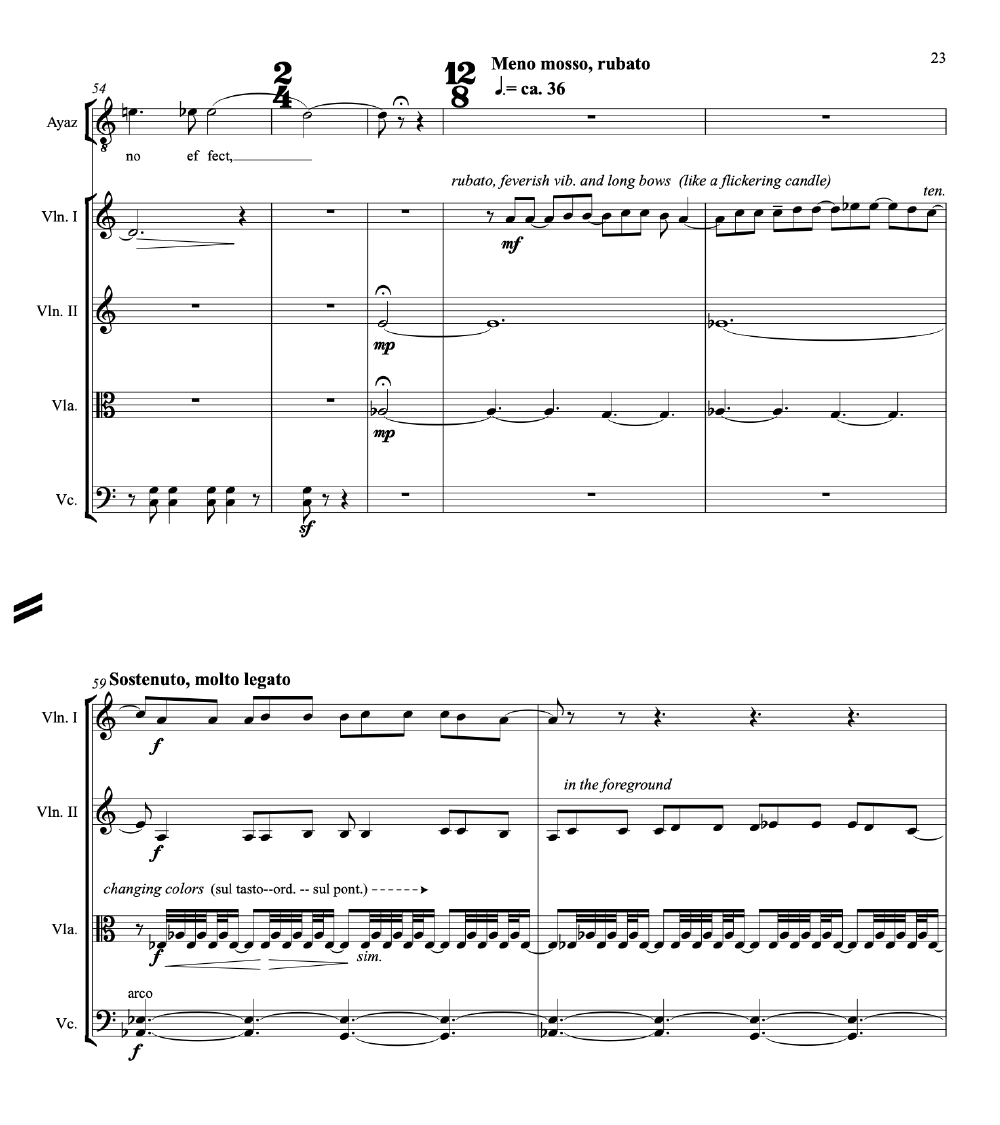 23
Meno mosso, rubato
♩.= ca. 36
54
2
4
12
8
Ayaz
8
no ef fect,
rubato, feverish vib. and long bows (like a flickering candle)
ten.
Vln. I
mf
Vln. II
mp
Vla.
mp
Vc.
sf
59 Sostenuto, molto legato
Vln. I
f
in the foreground
Vln. II
f
changing colors (sul tasto--ord. -- sul pont.)
Vla.
f sim.
arco
Vc.
f